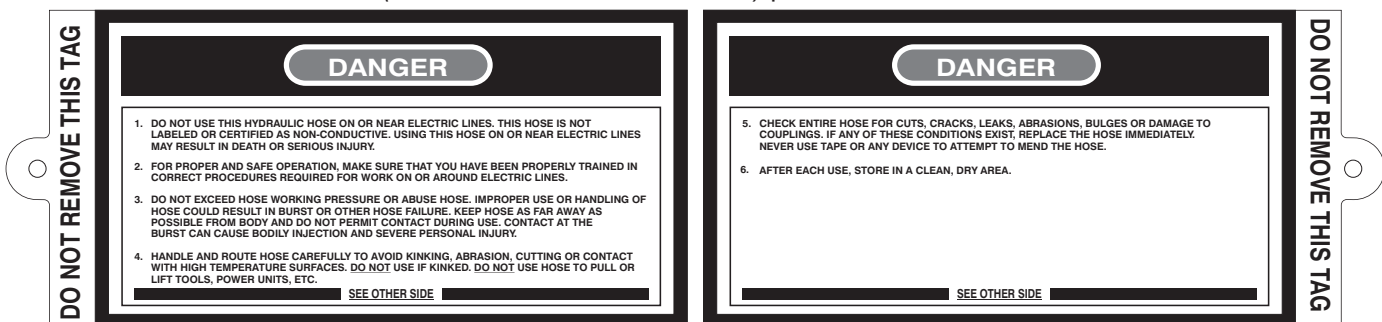 DO NOT REMOVE THIS TAG
DANGER
1. DO NOT USE THIS HYDRAULIC HOSE ON OR NEAR ELECTRIC LINES. THIS HOSE IS NOT
LABELED OR CERTIFIED AS NON-CONDUCTIVE. USING THIS HOSE ON OR NEAR ELECTRIC LINES
MAY RESULT IN DEATH OR SERIOUS INJURY.
2. FOR PROPER AND SAFE OPERATION, MAKE SURE THAT YOU HAVE BEEN PROPERLY TRAINED IN
CORRECT PROCEDURES REQUIRED FOR WORK ON OR AROUND ELECTRIC LINES.
3. DO NOT EXCEED HOSE WORKING PRESSURE OR ABUSE HOSE. IMPROPER USE OR HANDLING OF
HOSE COULD RESULT IN BURST OR OTHER HOSE FAILURE. KEEP HOSE AS FAR AWAY AS
POSSIBLE FROM BODY AND DO NOT PERMIT CONTACT DURING USE. CONTACT AT THE
BURST CAN CAUSE BODILY INJECTION AND SEVERE PERSONAL INJURY.
4. HANDLE AND ROUTE HOSE CAREFULLY TO AVOID KINKING, ABRASION, CUTTING OR CONTACT
WITH HIGH TEMPERATURE SURFACES. DO NOT USE IF KINKED. DO NOT USE HOSE TO PULL OR
LIFT TOOLS, POWER UNITS, ETC.
SEE OTHER SIDE
DANGER
5. CHECK ENTIRE HOSE FOR CUTS, CRACKS, LEAKS, ABRASIONS, BULGES OR DAMAGE TO
COUPLINGS. IF ANY OF THESE CONDITIONS EXIST, REPLACE THE HOSE IMMEDIATELY.
NEVER USE TAPE OR ANY DEVICE TO ATTEMPT TO MEND THE HOSE.
6. AFTER EACH USE, STORE IN A CLEAN, DRY AREA.
SEE OTHER SIDE
DO NOT REMOVE THIS TAG